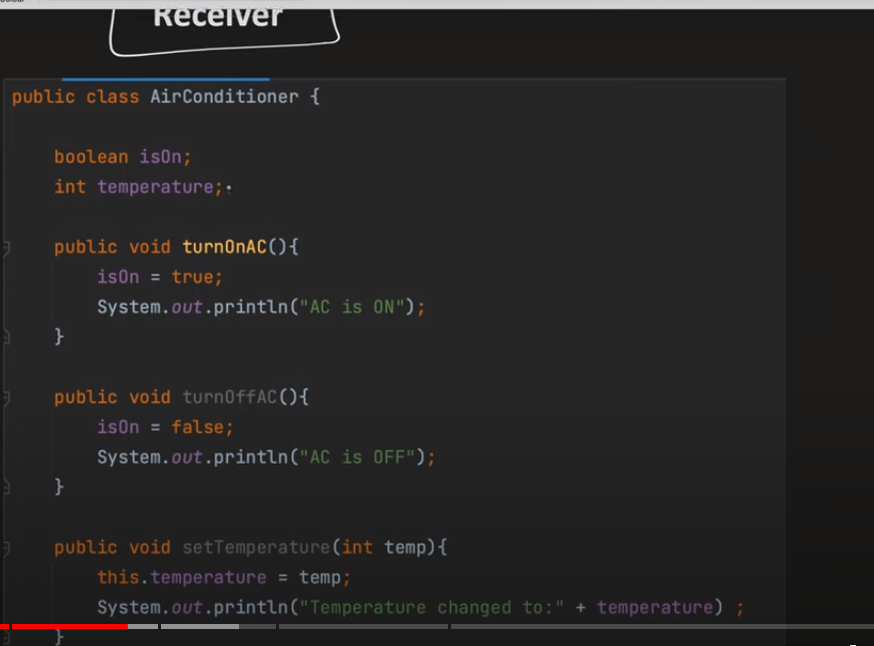 Receiver
public class AirConditioner {
boolean isOn;
int temperature;
public void turnOnAC(){
isOn = true;
System.out.println("AC is ON");
}
public void turnOffAC(){
isOn = false;
System.out.println("AC is OFF");
}
public void setTemperature(int temp){
this.temperature = temp;
System.out.println("Temperature changed to:" + temperature) ;
}